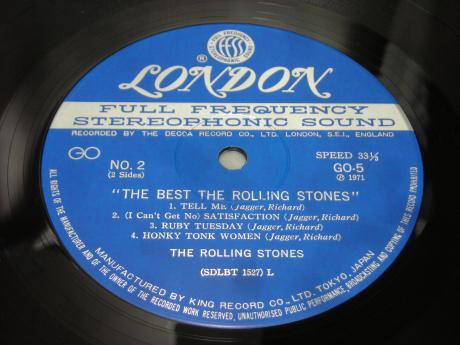 FULL FREQUENCY
ffss
STEREOPHONIC SOUND
®
LONDON
FULL FREQUENCY
STEREOPHONIC SOUND
RECORDED BY THE DECCA RECORD CO., LTD. LONDON, S.E.I., ENGLAND
GO
NO. 2
(2 Sides)
SPEED 33⅓
GO-5
℗ 1971
"THE BEST THE ROLLING STONES"
1. TELL ME (Jagger, Richard)
2. (I Can't Get No) SATISFACTION (Jagger, Richard)
3. RUBY TUESDAY (Jagger, Richard)
4. HONKY TONK WOMEN (Jagger, Richard)
THE ROLLING STONES
(SDLBT 1527) L
MANUFACTURED BY KING RECORD CO., LTD. TOKYO, JAPAN
ALL RIGHTS OF THE MANUFACTURER AND OF THE OWNER OF THE RECORDED WORK RESERVED, UNAUTHORISED PUBLIC PERFORMANCE, BROADCASTING AND COPYING OF THIS RECORD PROHIBITED